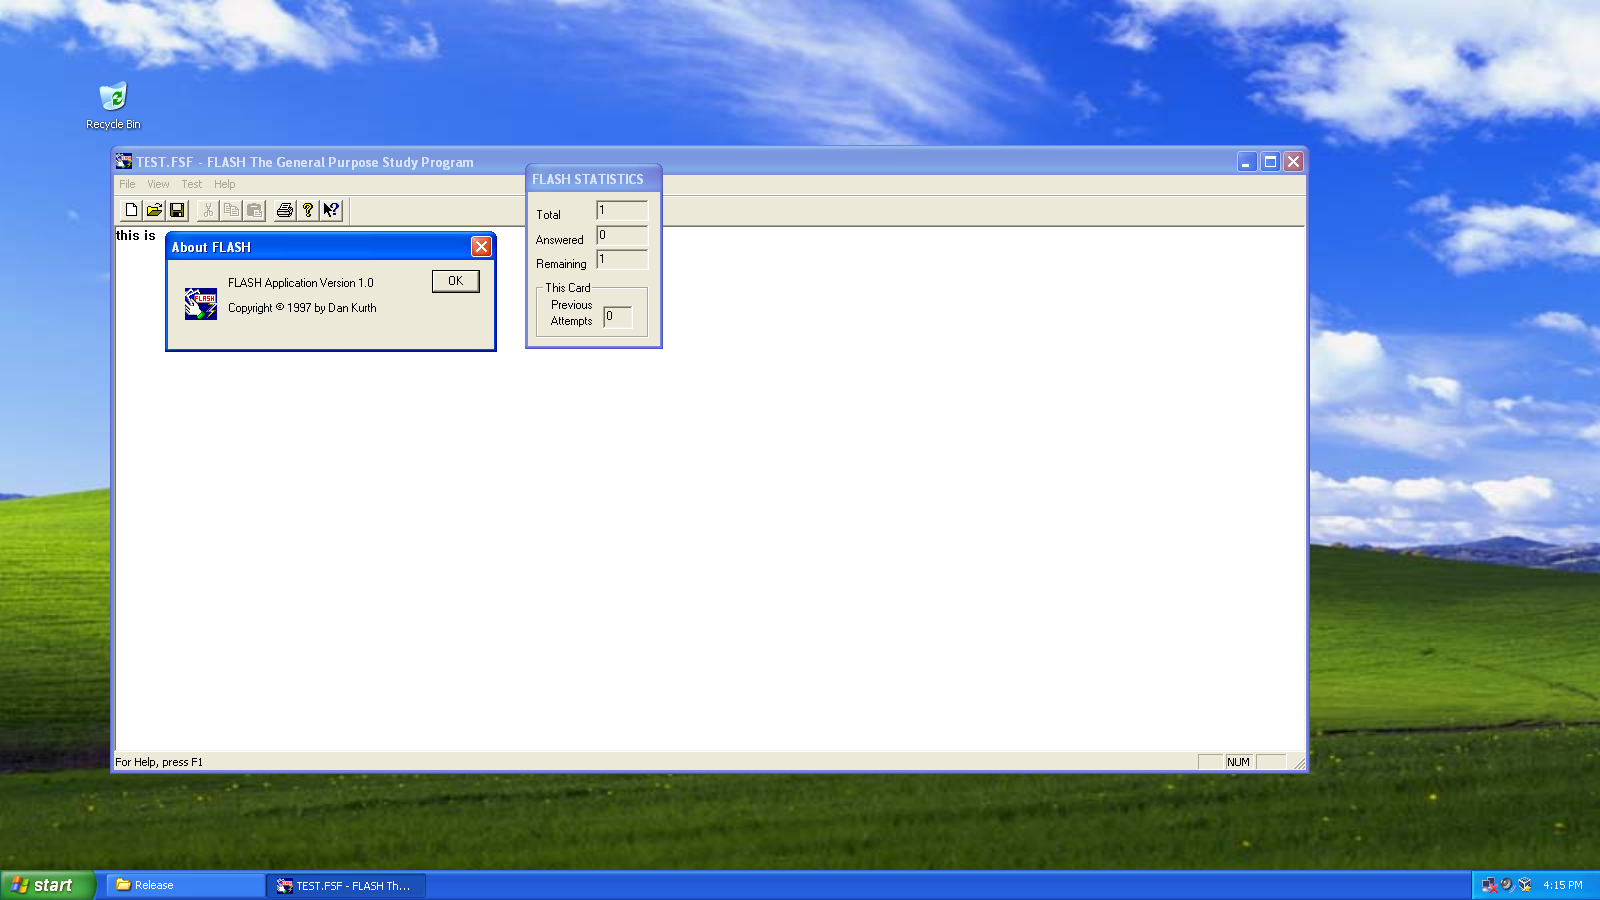 Recycle Bin
TEST.FSF - FLASH The General Purpose Study Program
File View Test Help
this is
About FLASH
FLASH
FLASH Application Version 1.0
Copyright © 1997 by Dan Kurth
OK
FLASH STATISTICS
Total 1
Answered 0
Remaining 1
This Card
Previous
Attempts 0
For Help, press F1
NUM
start
Release
TEST.FSF - FLASH Th...
4:15 PM